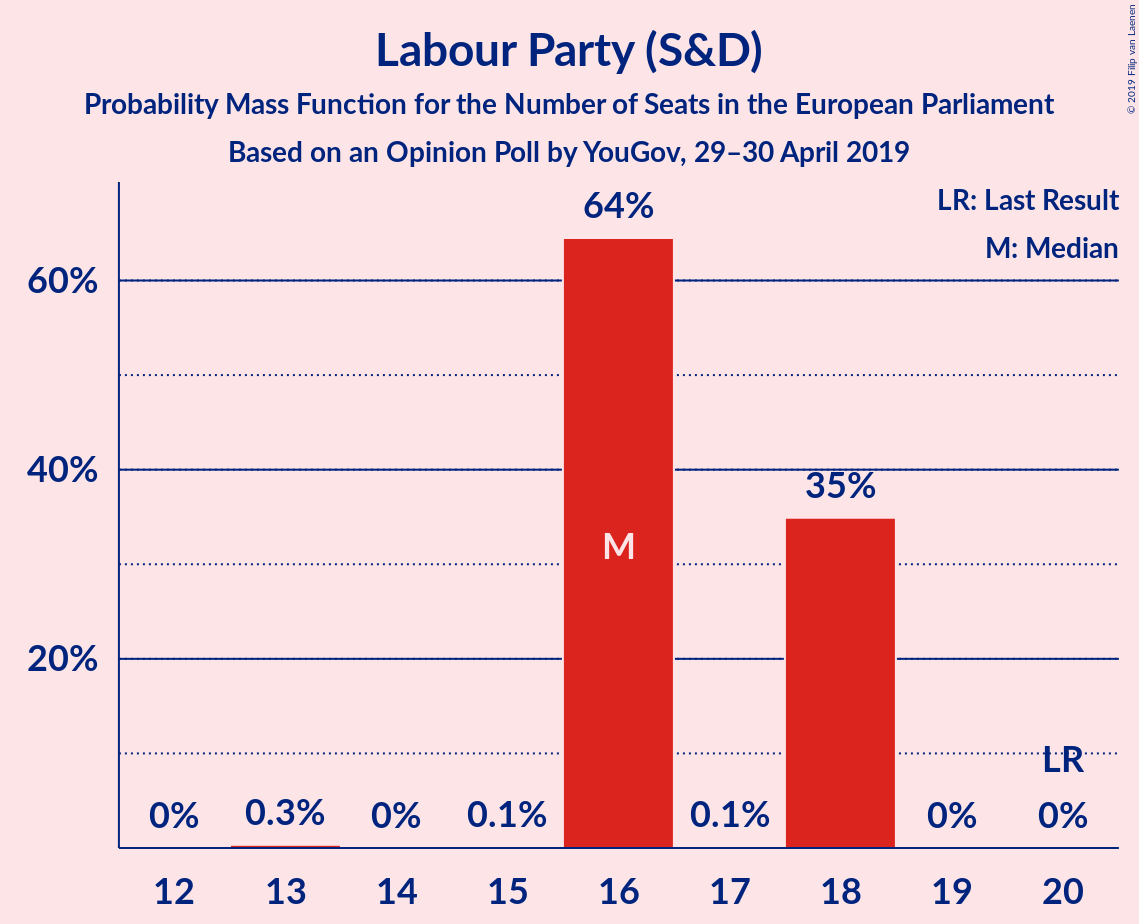 Labour Party (S&D)
Probability Mass Function for the Number of Seats in the European Parliament
Based on an Opinion Poll by YouGov, 29–30 April 2019
© 2019 Filip van Laenen
LR: Last Result
M: Median
60%
40%
20%
64%
35%
M
LR
0%
0.3%
0%
0.1%
0.1%
0%
0%
12 13 14 15 16 17 18 19 20